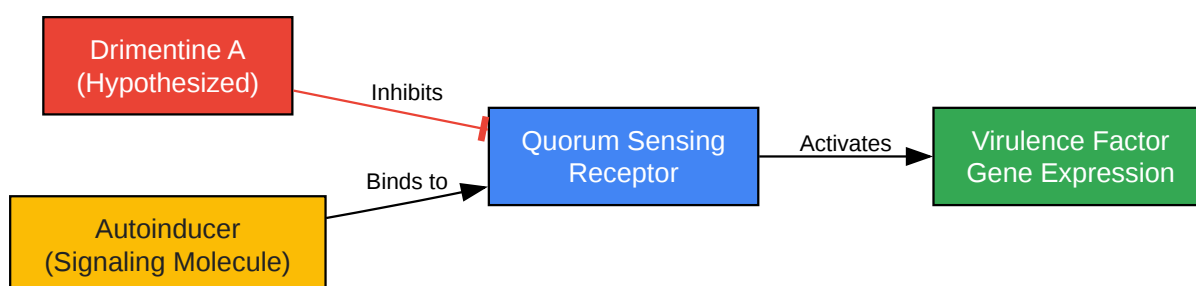 Drimentine A
(Hypothesized)
Inhibits
Quorum Sensing
Receptor
Activates
Virulence Factor
Gene Expression
Binds to
Autoinducer
(Signaling Molecule)